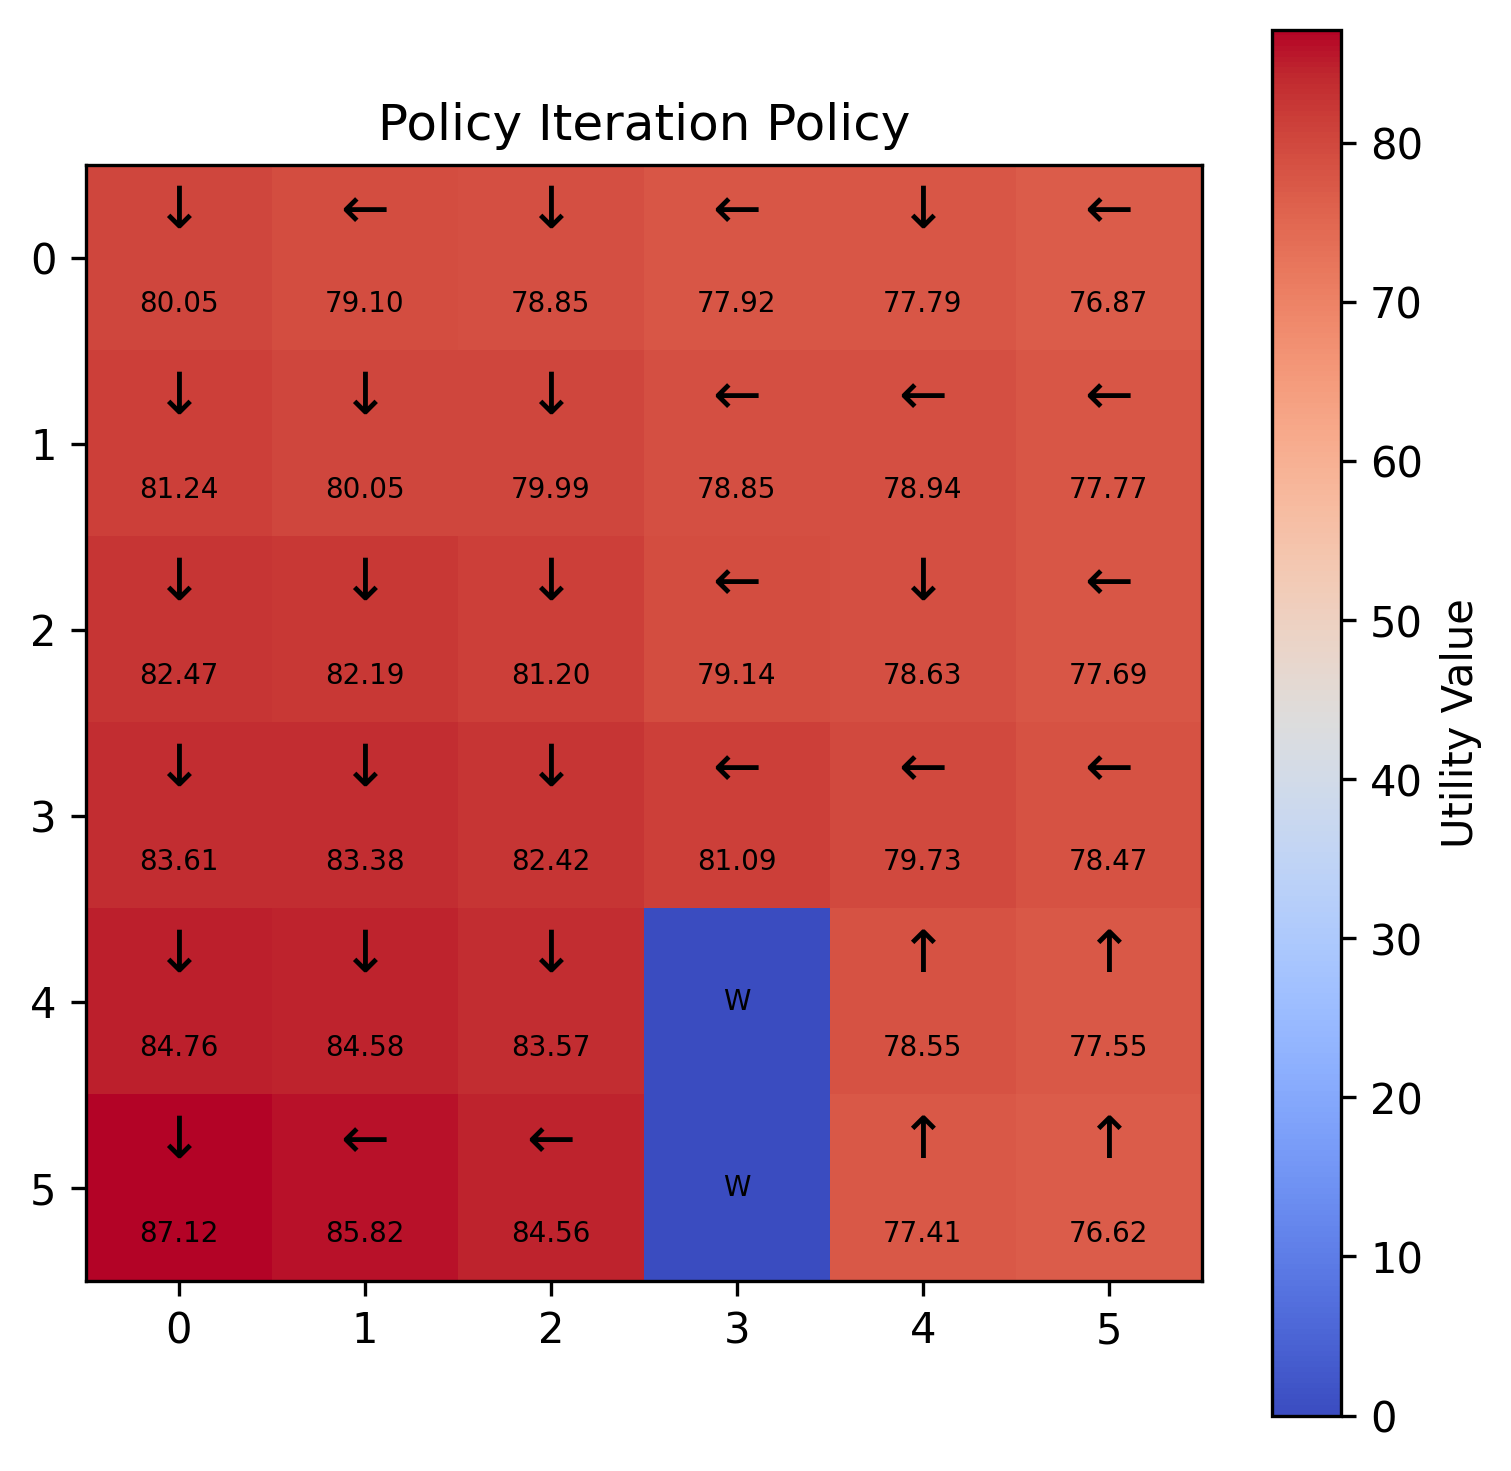 Policy Iteration Policy
↓ ← ↓ ← ↓ ←
0
80.05 79.10 78.85 77.92 77.79 76.87
↓ ↓ ↓ ← ← ←
1
81.24 80.05 79.99 78.85 78.94 77.77
↓ ↓ ↓ ← ↓ ←
2
82.47 82.19 81.20 79.14 78.63 77.69
↓ ↓ ↓ ← ← ←
3
83.61 83.38 82.42 81.09 79.73 78.47
↓ ↓ ↓ ↑ ↑
4 W
84.76 84.58 83.57 78.55 77.55
↓ ← ← ↑ ↑
5 W
87.12 85.82 84.56 77.41 76.62
0 1 2 3 4 5
80
70
60
50
40
30
20
10
0
Utility Value